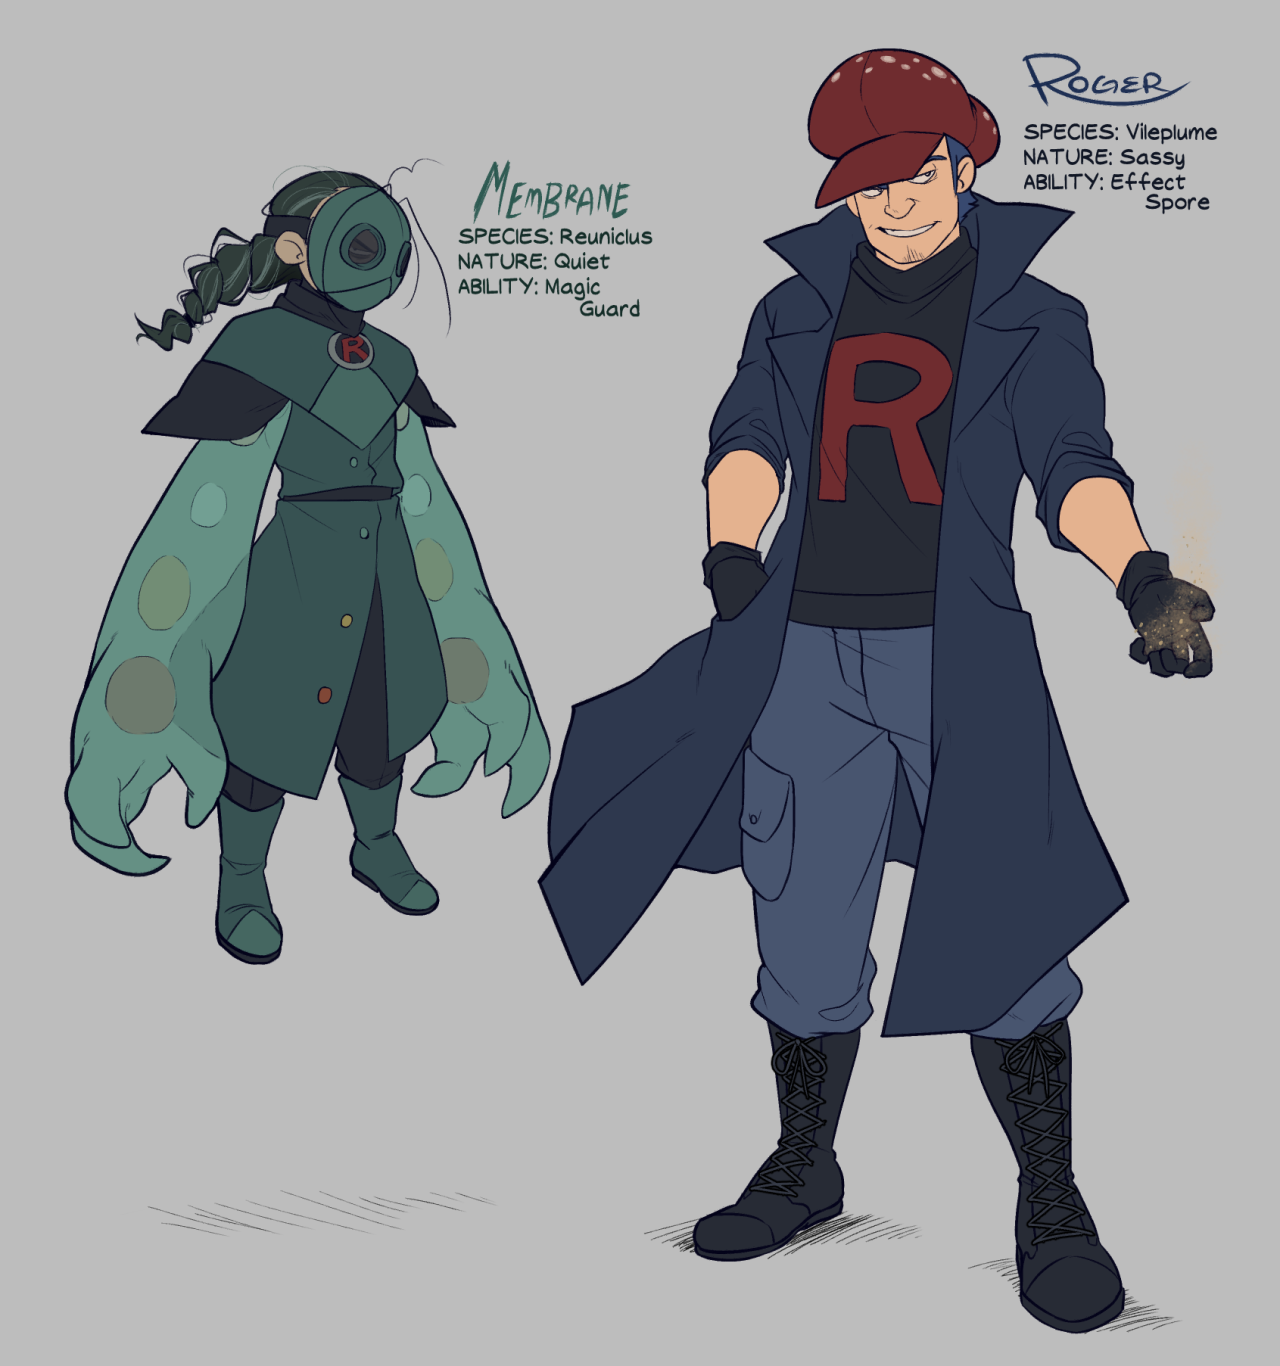 MEMBRANE
SPECIES: Reuniclus
NATURE: Quiet
ABILITY: Magic
Guard
R
ROGER
SPECIES: Vileplume
NATURE: Sassy
ABILITY: Effect
Spore
R